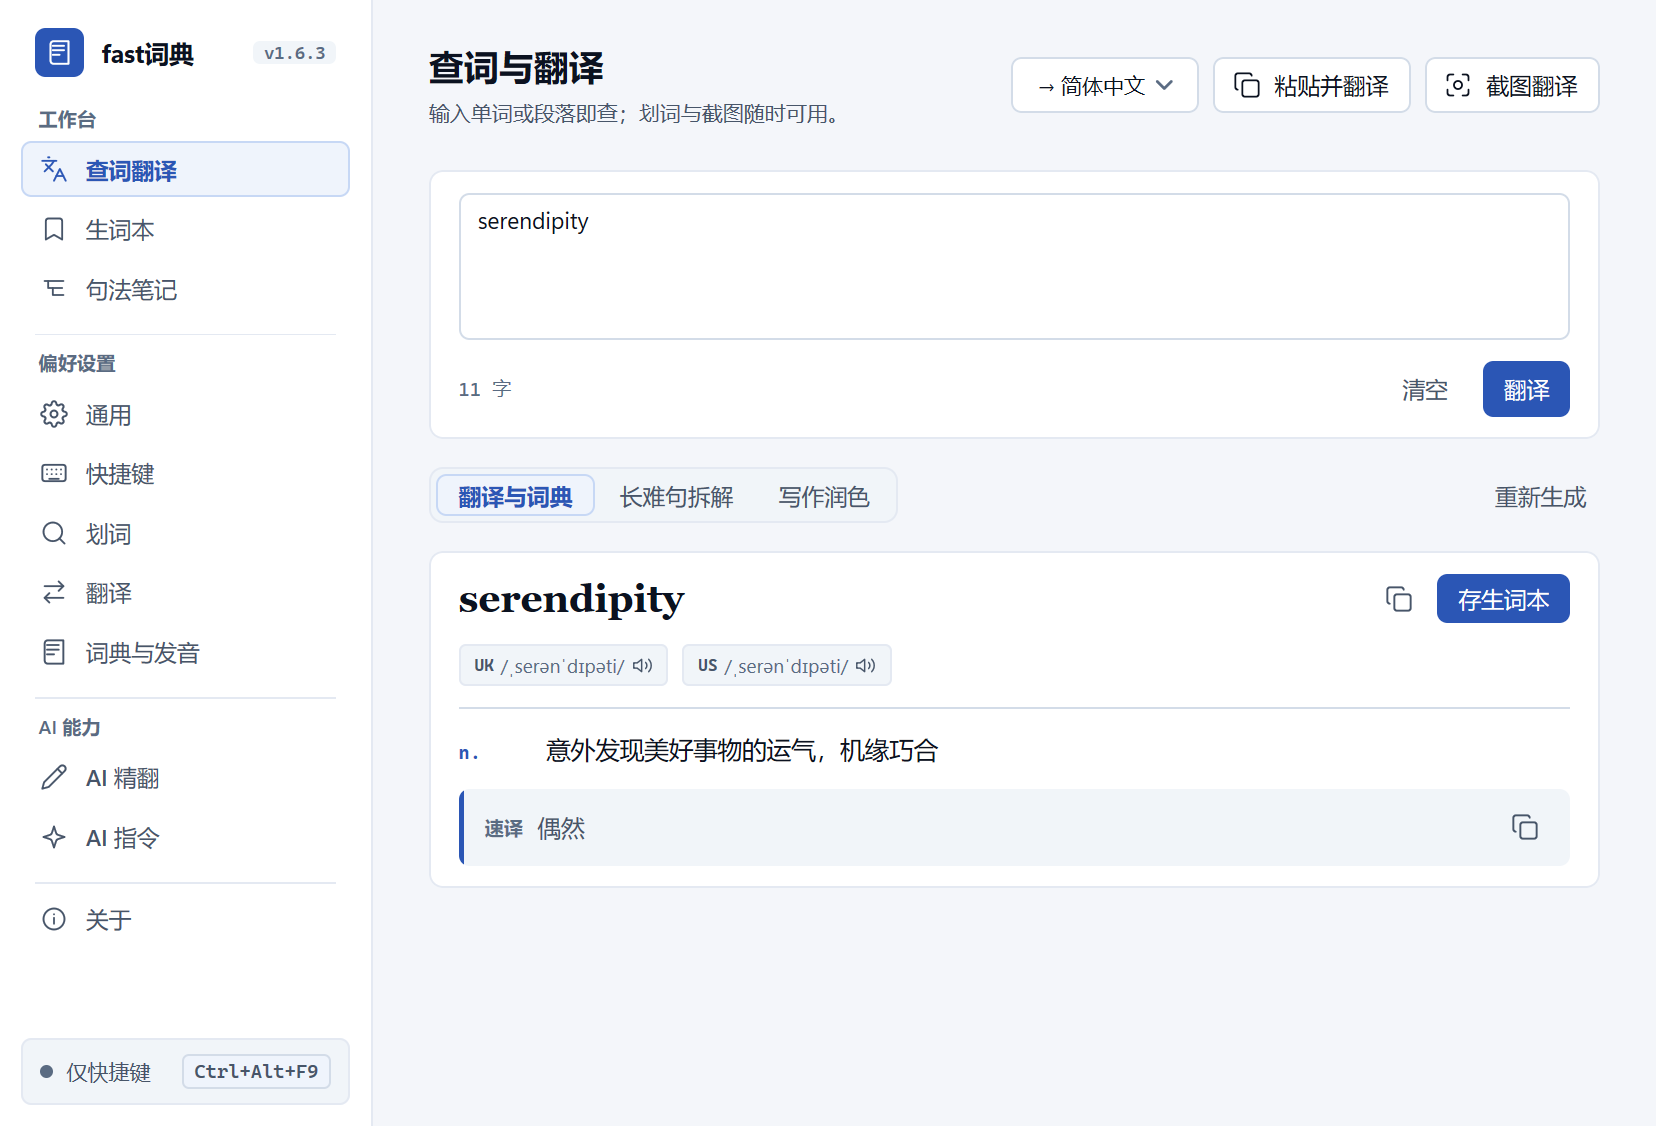 fast词典
v1.6.3
工作台
查词翻译
生词本
句法笔记
偏好设置
通用
快捷键
划词
翻译
词典与发音
AI 能力
AI 精翻
AI 指令
关于
仅快捷键
Ctrl+Alt+F9
查词与翻译
输入单词或段落即查；划词与截图随时可用。
→ 简体中文
粘贴并翻译
截图翻译
serendipity
11 字
清空
翻译
翻译与词典
长难句拆解
写作润色
重新生成
serendipity
存生词本
UK /ˌserənˈdɪpəti/
US /ˌserənˈdɪpəti/
n. 意外发现美好事物的运气，机缘巧合
速译 偶然